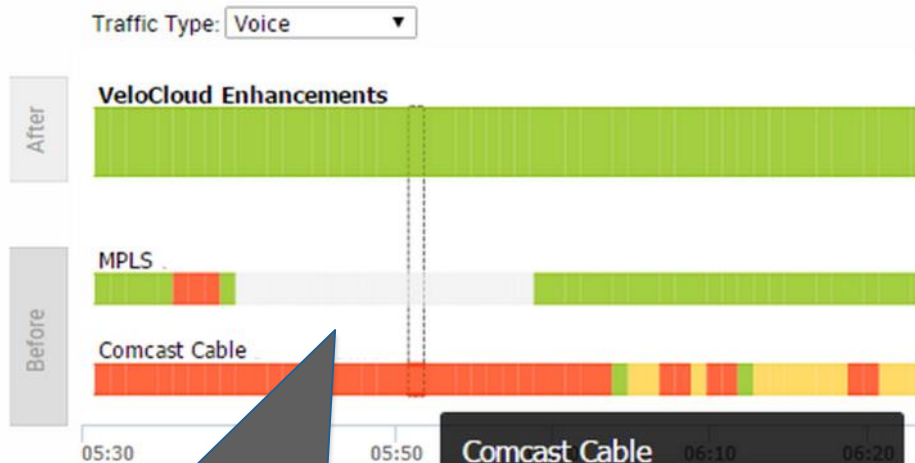 Traffic Type: Voice
After
VeloCloud Enhancements
Before
MPLS
Comcast Cable
05:30
05:50
Comcast Cable
06:10
06:20